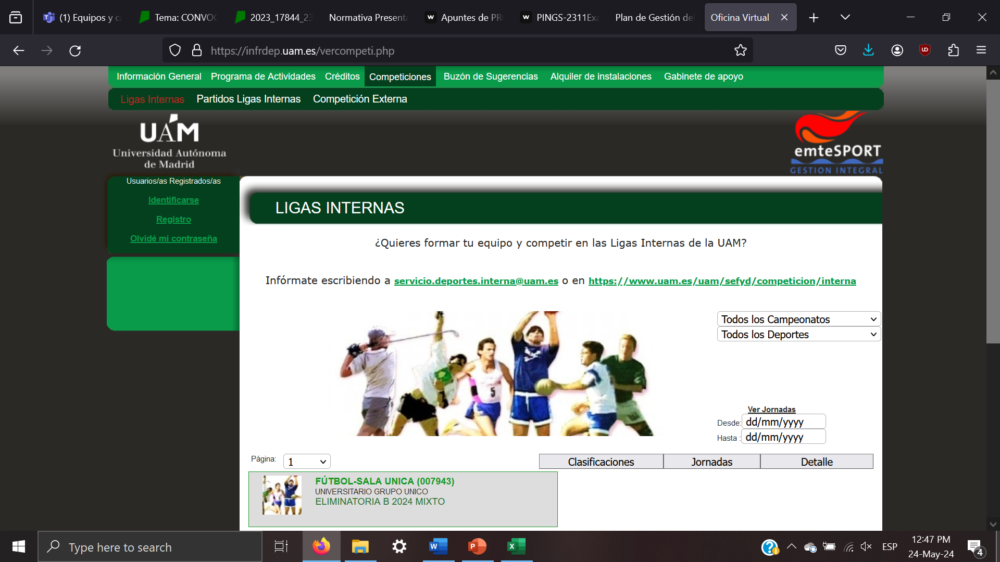 (1) Equipos y c
Tema: CONVOC
2023_17844_23
Normativa Present
Apuntes de PR
PINGS-2311Exa
Plan de Gestión del
Oficina Virtual
https://infrdep.uam.es/vercompeti.php
Información General Programa de Actividades Créditos Competiciones Buzón de Sugerencias Alquiler de instalaciones Gabinete de apoyo
Ligas Internas Partidos Ligas Internas Competición Externa
UAM
Universidad Autónoma
de Madrid
emteSPORT
GESTION INTEGRAL
Usuarios/as Registrados/as
Identificarse
Registro
Olvidé mi contraseña
LIGAS INTERNAS
¿Quieres formar tu equipo y competir en las Ligas Internas de la UAM?
Infórmate escribiendo a servicio.deportes.interna@uam.es o en https://www.uam.es/uam/sefyd/competicion/interna
Todos los Campeonatos
Todos los Deportes
5
Ver Jornadas
Desde: dd/mm/yyyy
Hasta : dd/mm/yyyy
Página: 1
Clasificaciones Jornadas Detalle
FÚTBOL-SALA UNICA (007943)
UNIVERSITARIO GRUPO UNICO
ELIMINATORIA B 2024 MIXTO
Type here to search
ESP
12:47 PM
24-May-24
4